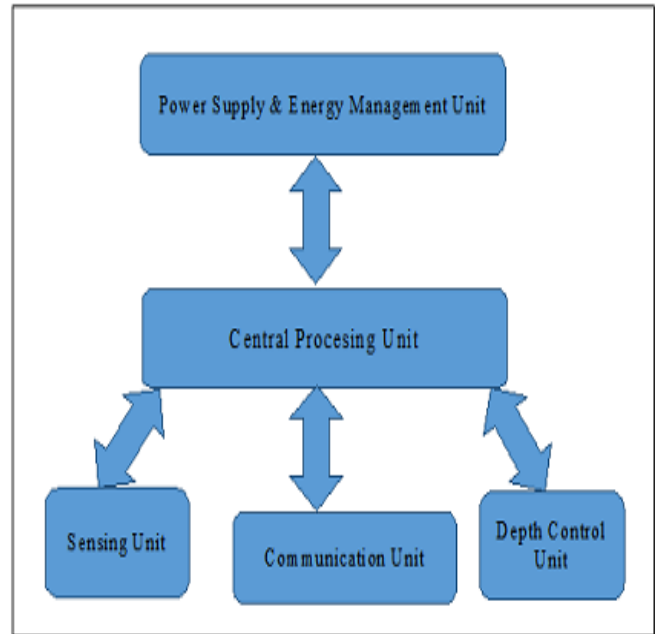 Power Supply & Energy Management Unit
Central Procesing Unit
Sensing Unit
Communication Unit
Depth Control
Unit